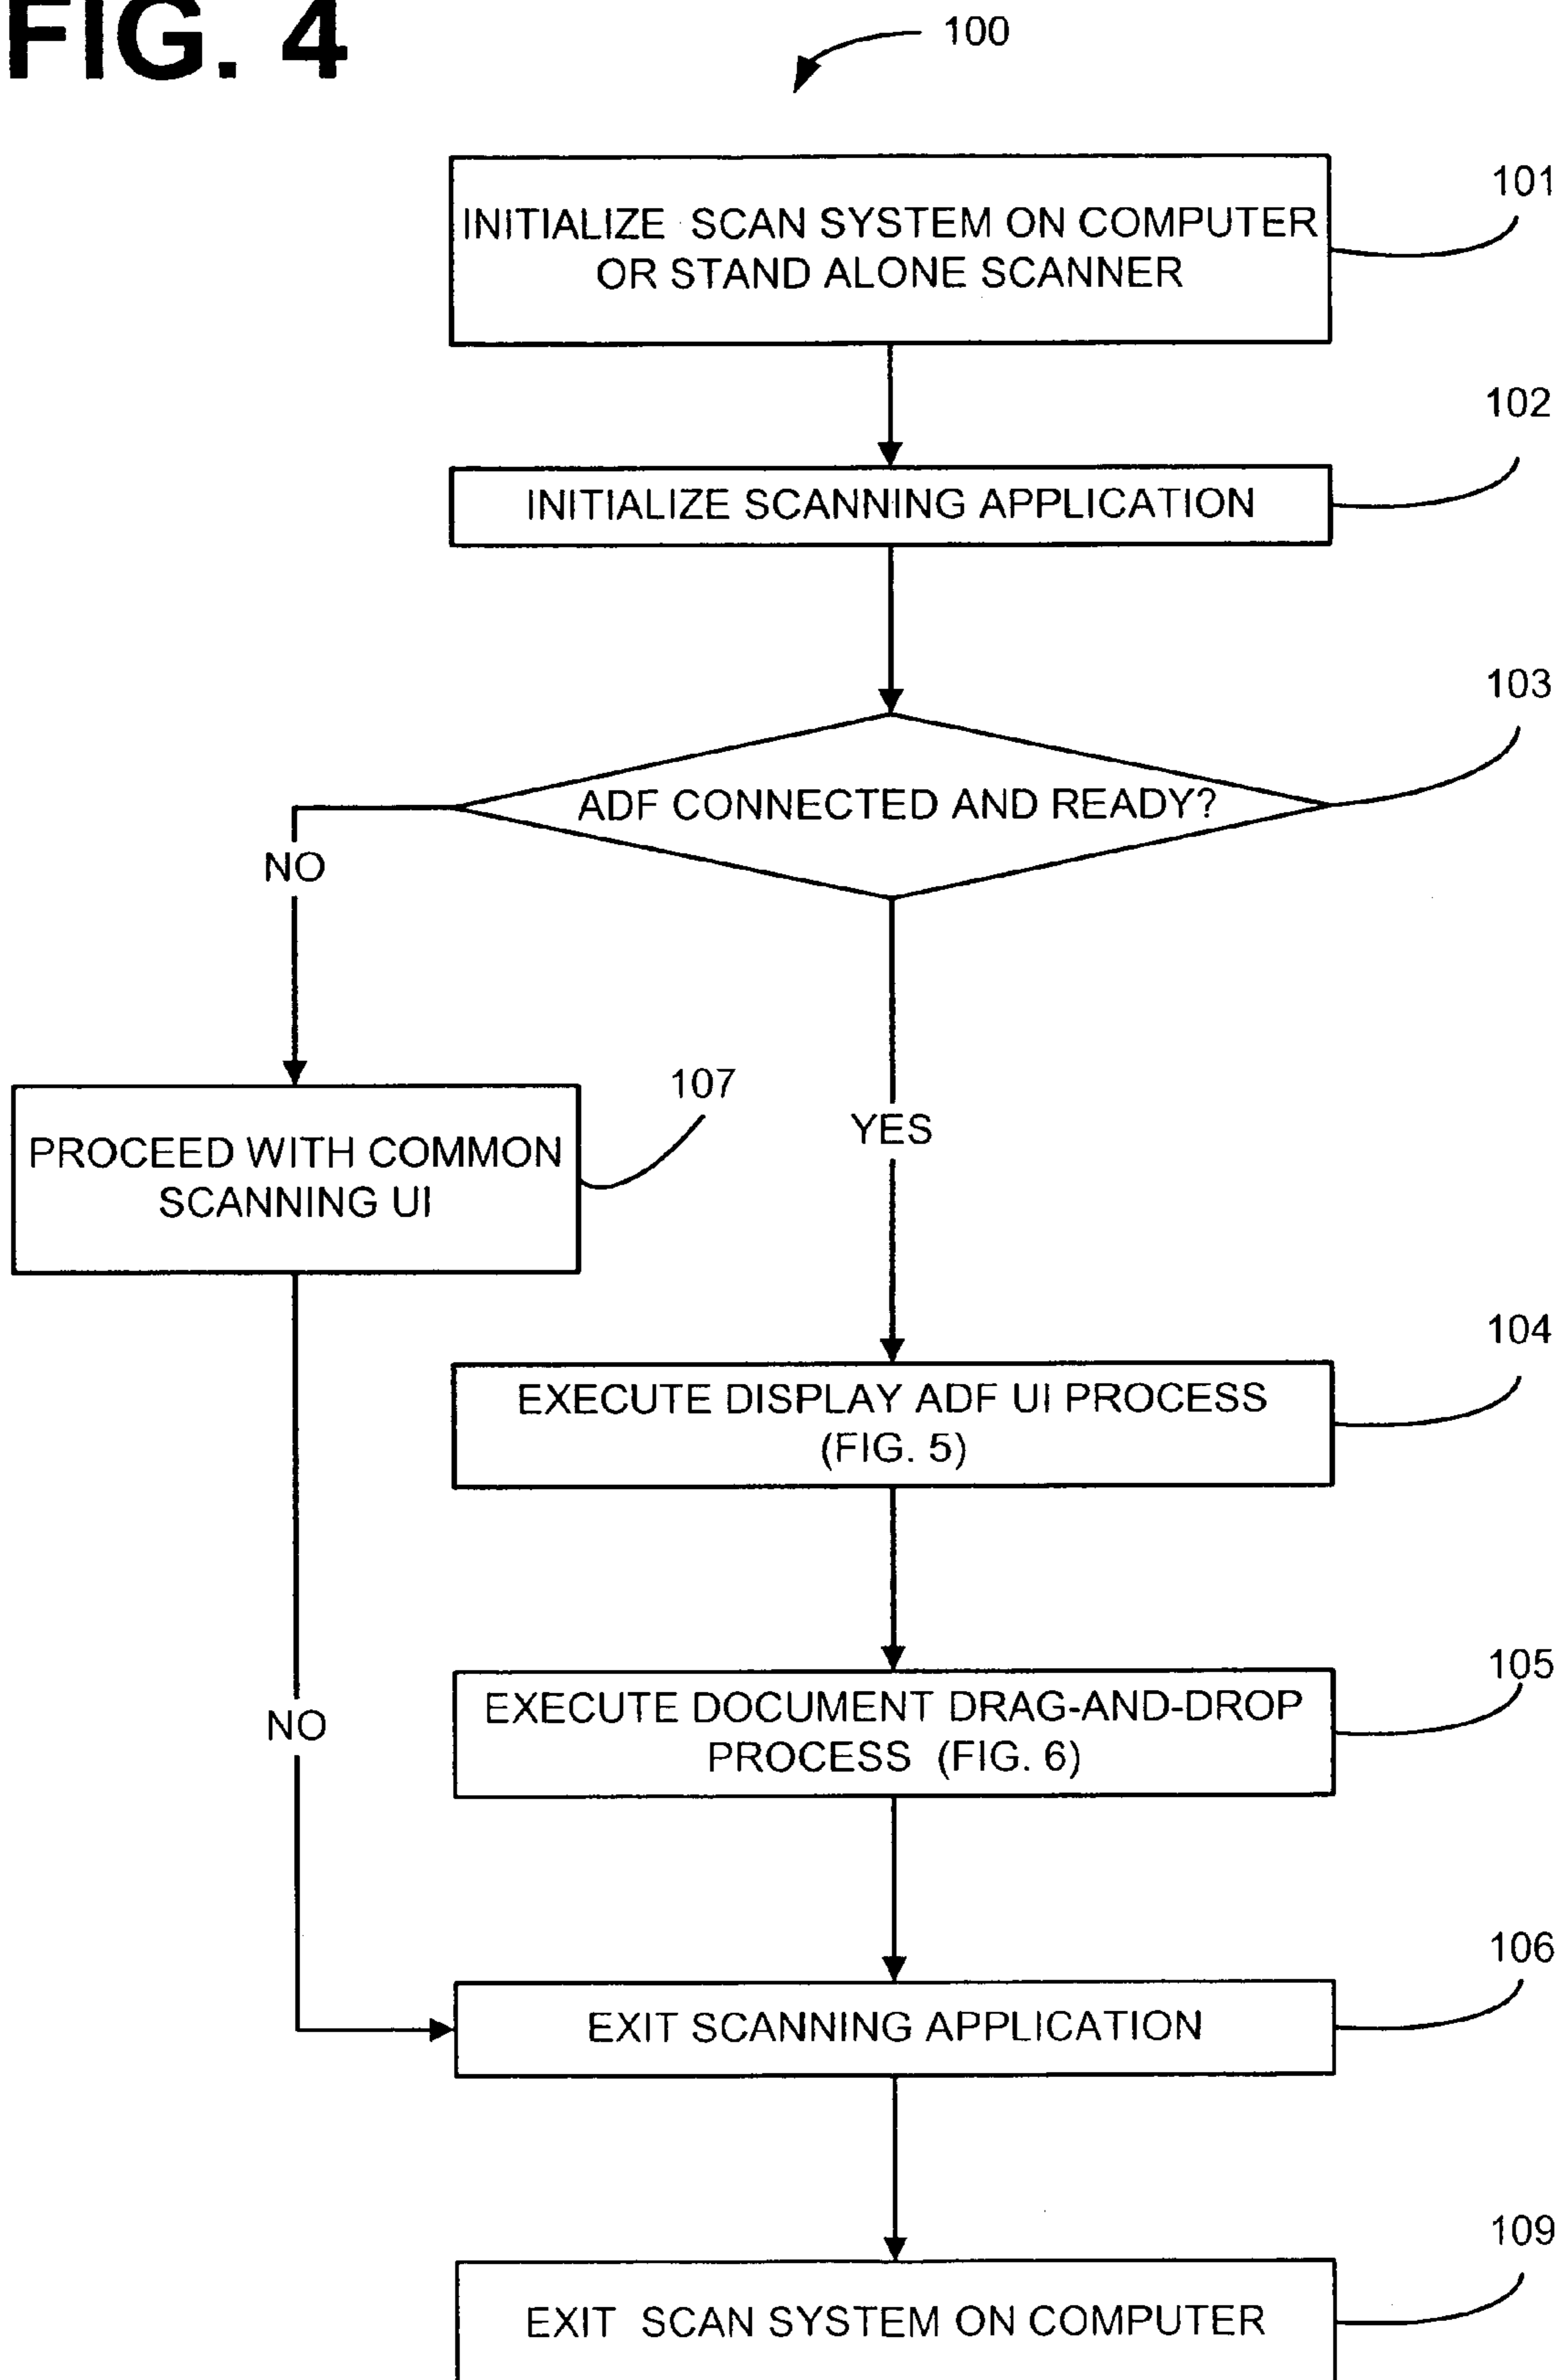 FIG. 4
100
INITIALIZE SCAN SYSTEM ON COMPUTER
OR STAND ALONE SCANNER
101
INITIALIZE SCANNING APPLICATION
102
ADF CONNECTED AND READY?
103
NO
YES
PROCEED WITH COMMON
SCANNING UI
107
EXECUTE DISPLAY ADF UI PROCESS
(FIG. 5)
104
EXECUTE DOCUMENT DRAG-AND-DROP
PROCESS (FIG. 6)
105
NO
EXIT SCANNING APPLICATION
106
EXIT SCAN SYSTEM ON COMPUTER
109